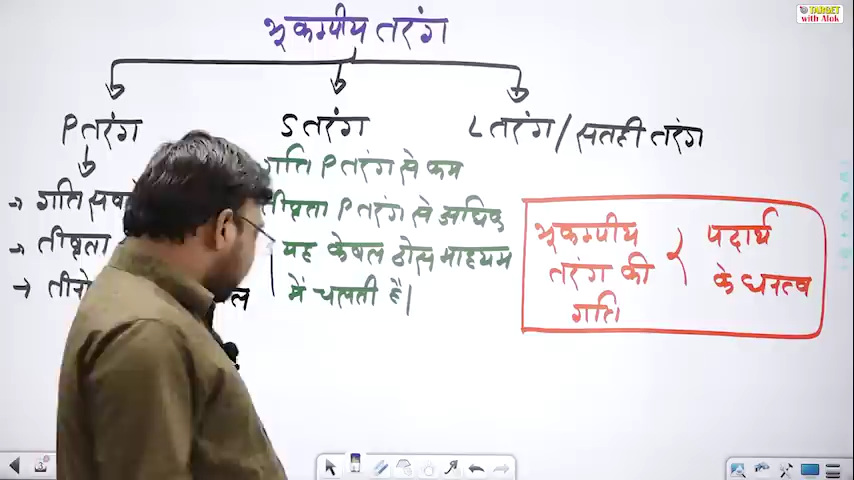 TARGET
with Alok
भूकम्पीय तरंग
P तरंग
S तरंग
L तरंग / सतही तरंग
गति P तरंग से कम
तीव्रता P तरंग से अधिक
यह केवल ठोस माध्यम
में चलती है|
→ गति
→ तीव्रता
→
भूकम्पीय
तरंग की
गति
पदार्थ
के घनत्व